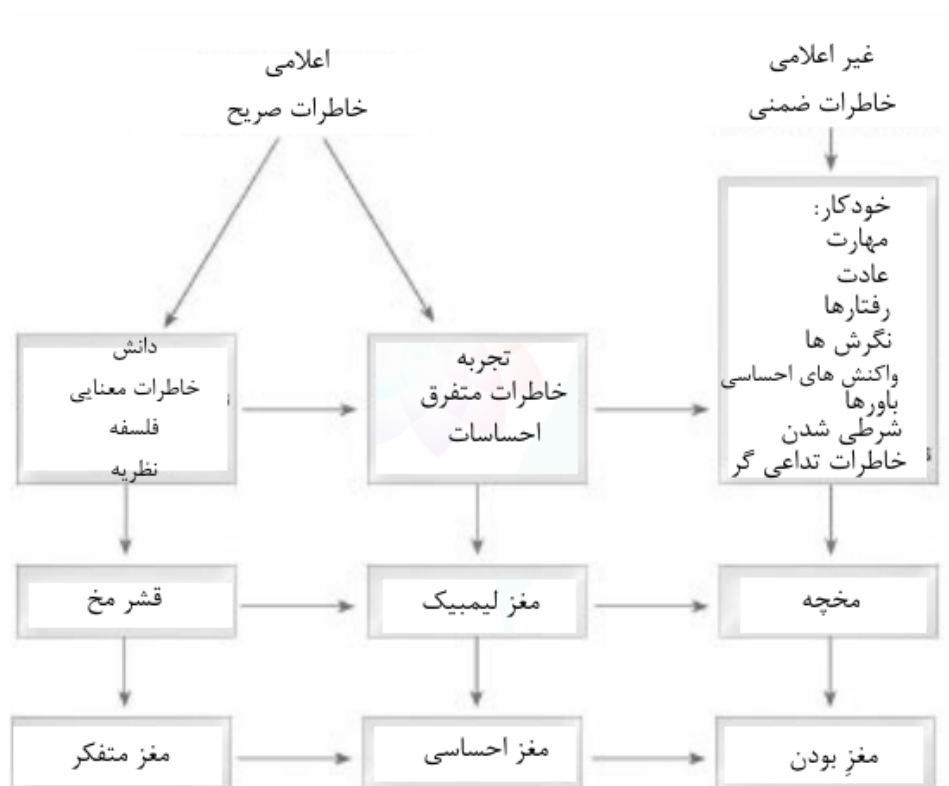 غیر اعلامی
خاطرات ضمنی
اعلامی
خاطرات صریح
خودکار:
مهارت
عادت
رفتارها
نگرش ها
واکنش های احساسی
باورها
شرطی شدن
خاطرات تداعی گر
تجربه
خاطرات متفرق
احساسات
دانش
خاطرات معنایی
فلسفه
نظریه
مخچه
مغز لیمبیک
قشر مخ
مغزِ بودن
مغز احساسی
مغز متفکر